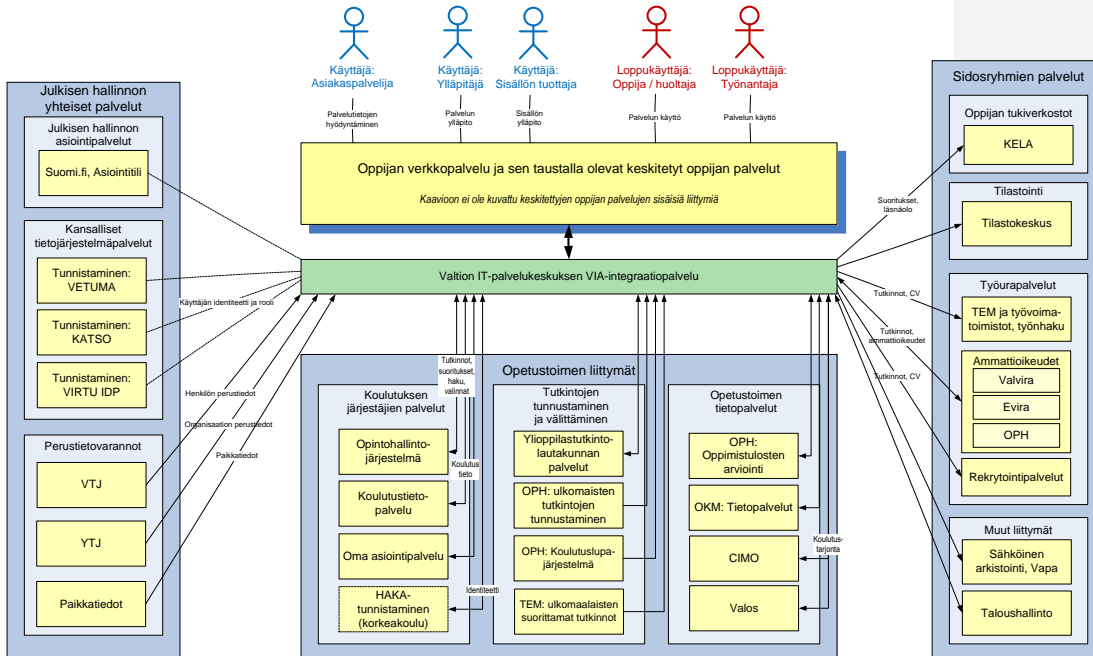 Käyttäjä:
Asiakaspalvelija
Käyttäjä:
Ylläpitäjä
Käyttäjä:
Sisällön tuottaja
Loppukäyttäjä:
Oppija / huoltaja
Loppukäyttäjä:
Työnantaja
Palvelutietojen
hyödyntäminen
Palvelun
ylläpito
Sisällön
ylläpito
Palvelun käyttö
Palvelun käyttö
Oppijan verkkopalvelu ja sen taustalla olevat keskitetyt oppijan palvelut
Kaavioon ei ole kuvattu keskitettyjen oppijan palvelujen sisäisiä liittymiä
Valtion IT-palvelukeskuksen VIA-integraatiopalvelu
Julkisen hallinnon
yhteiset palvelut
Julkisen hallinnon
asiointipalvelut
Suomi.fi, Asiointitili
Kansalliset
tietojärjestelmäpalvelut
Tunnistaminen:
VETUMA
Tunnistaminen:
KATSO
Tunnistaminen:
VIRTU IDP
Käyttäjän identiteetti ja rooli
Perustietovarannot
VTJ
YTJ
Paikkatiedot
Henkilön perustiedot
Organisaation perustiedot
Paikkatiedot
Opetustoimen liittymät
Tutkinnot,
suoritukset,
haku,
valinnat
Koulutuksen
järjestäjien palvelut
Opintohallinto-
järjestelmä
Koulutus
tieto
Koulutustieto-
palvelu
Oma asiointipalvelu
HAKA-
tunnistaminen
(korkeakoulu)
Identiteetti
Tutkintojen
tunnustaminen
ja välittäminen
Ylioppilastutkinto-
lautakunnan
palvelut
OPH: ulkomaisten
tutkintojen
tunnustaminen
OPH: Koulutuslupa-
järjestelmä
TEM: ulkomaalaisten
suorittamat tutkinnot
Opetustoimen
tietopalvelut
OPH:
Oppimistulosten
arviointi
OKM: Tietopalvelut
CIMO
Koulutus-
tarjonta
Valos
Sidosryhmien palvelut
Oppijan tukiverkostot
KELA
Suoritukset,
läsnäolo
Tilastointi
Tilastokeskus
Työurapalvelut
Tutkinnot, CV
TEM ja työvoima-
toimistot, työnhaku
Tutkinnot,
ammattioikeudet
Ammattioikeudet
Valvira
Evira
OPH
Tutkinnot, CV
Rekrytointipalvelut
Muut liittymät
Sähköinen
arkistointi, Vapa
Taloushallinto